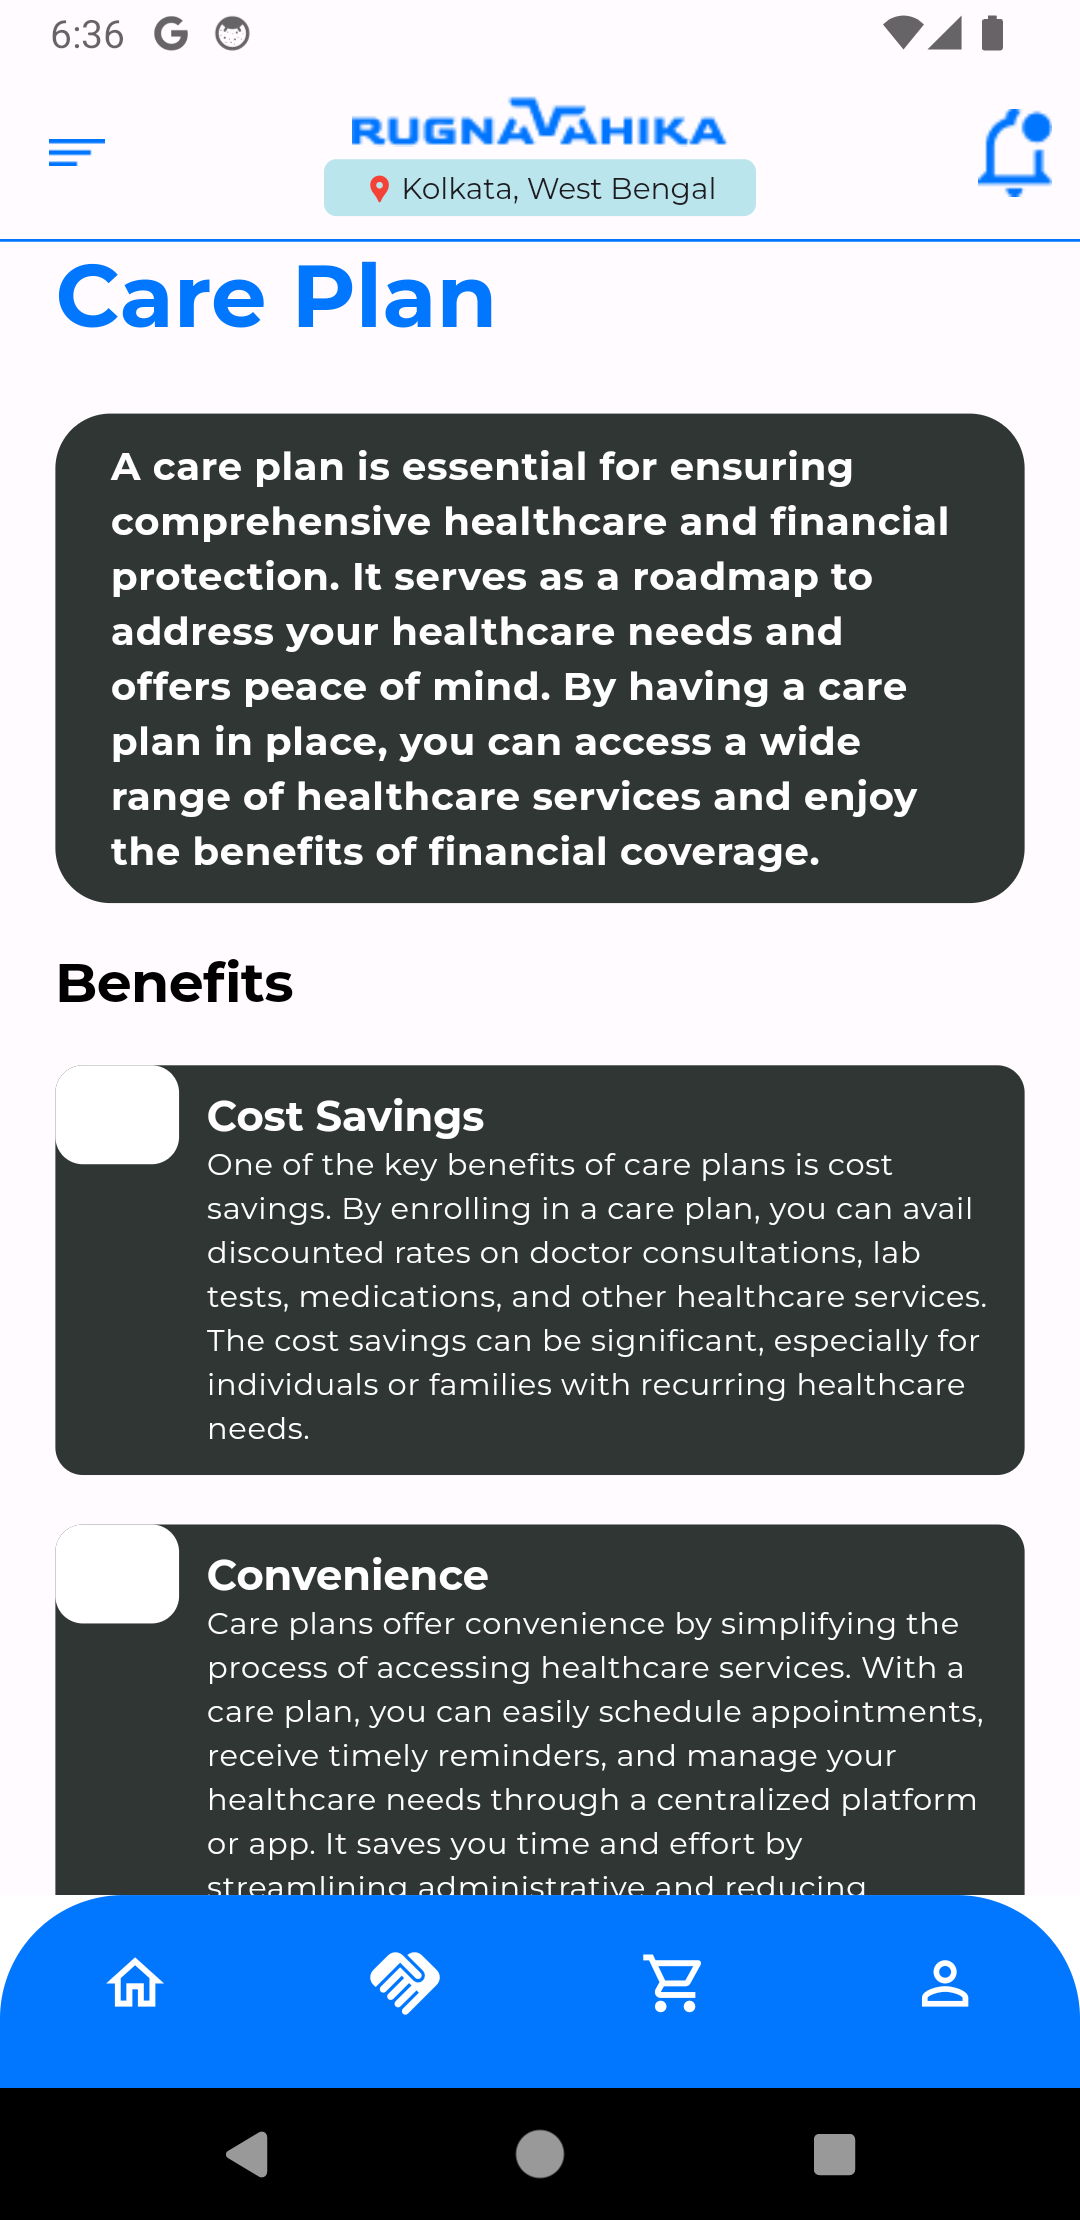 6:36
RUGNAVAHIKA
Kolkata, West Bengal
Care Plan
A care plan is essential for ensuring
comprehensive healthcare and financial
protection. It serves as a roadmap to
address your healthcare needs and
offers peace of mind. By having a care
plan in place, you can access a wide
range of healthcare services and enjoy
the benefits of financial coverage.
Benefits
Cost Savings
One of the key benefits of care plans is cost
savings. By enrolling in a care plan, you can avail
discounted rates on doctor consultations, lab
tests, medications, and other healthcare services.
The cost savings can be significant, especially for
individuals or families with recurring healthcare
needs.
Convenience
Care plans offer convenience by simplifying the
process of accessing healthcare services. With a
care plan, you can easily schedule appointments,
receive timely reminders, and manage your
healthcare needs through a centralized platform
or app. It saves you time and effort by
streamlining administrative and reducing